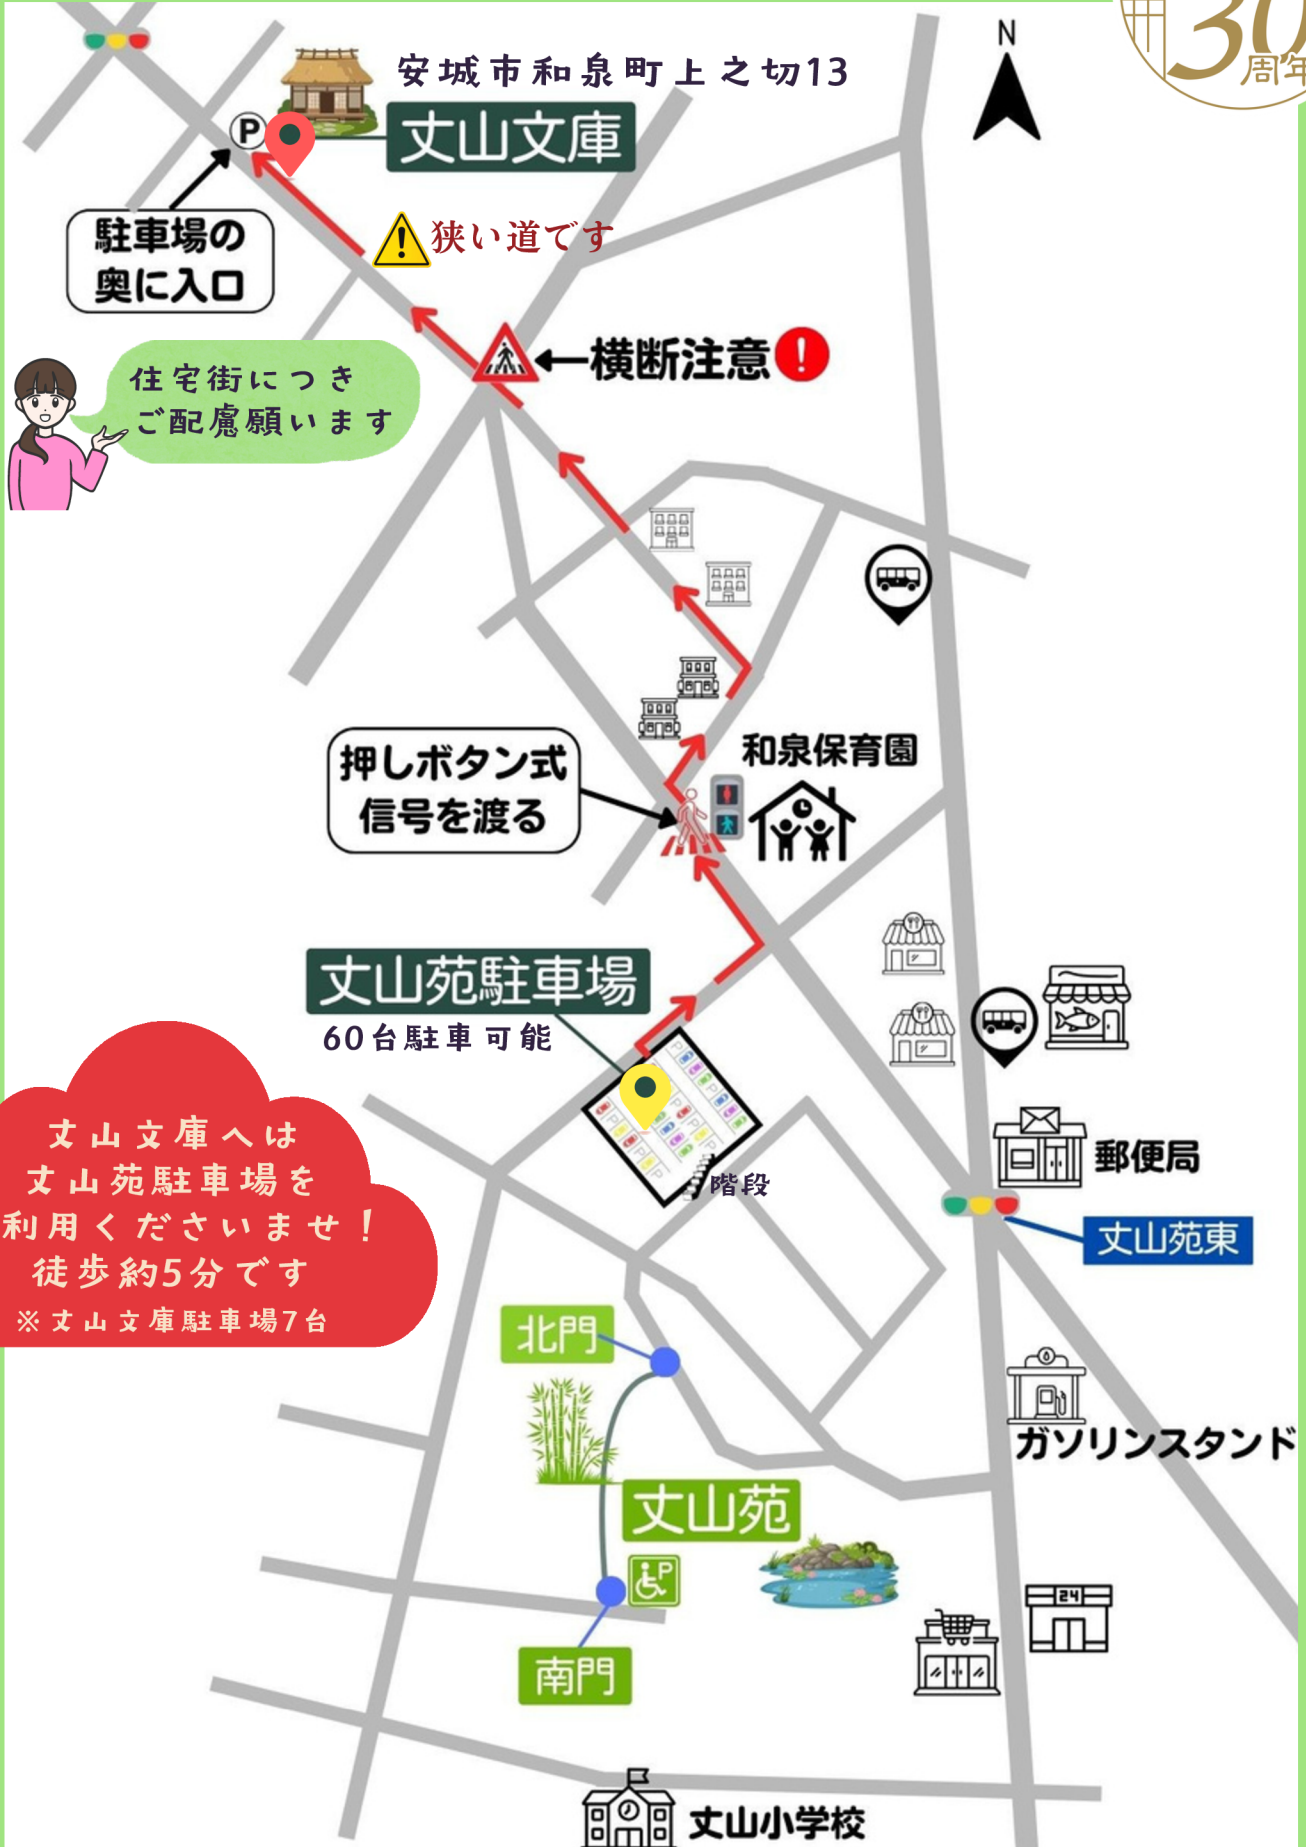 30
周年
N
安城市和泉町上之切13
丈山文庫
P
駐車場の
奥に入口
狭い道です
横断注意
住宅街につき
ご配慮願います
押しボタン式
信号を渡る
和泉保育園
丈山苑駐車場
60台駐車可能
階段
郵便局
丈山苑東
丈山文庫へは
丈山苑駐車場を
利用くださいませ！
徒歩約5分です
※丈山文庫駐車場7台
北門
ガソリンスタンド
丈山苑
P
南門
24
丈山小学校